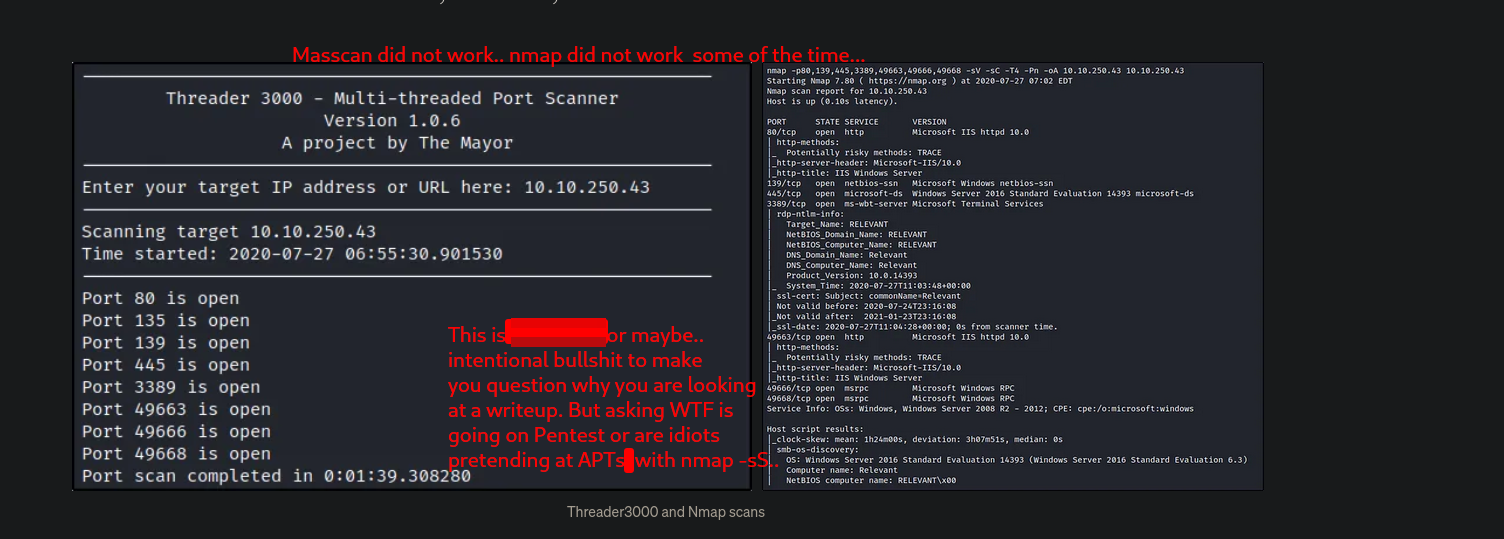 Masscan did not work.. nmap did not work some of the time...
Threader 3000 - Multi-threaded Port Scanner
Version 1.0.6
A project by The Mayor
Enter your target IP address or URL here: 10.10.250.43
Scanning target 10.10.250.43
Time started: 2020-07-27 06:55:30.901530
Port 80 is open
Port 135 is open
Port 139 is open
Port 445 is open
Port 3389 is open
Port 49663 is open
Port 49666 is open
Port 49668 is open
Port scan completed in 0:01:39.308280
This is or maybe..
intentional bullshit to make
you question why you are looking
at a writeup. But asking WTF is
going on Pentest or are idiots
pretending at APTs with nmap -sS..
nmap -p80,139,445,3389,49663,49666,49668 -sV -sC -T4 -Pn -oA 10.10.250.43 10.10.250.43
Starting Nmap 7.80 ( https://nmap.org ) at 2020-07-27 07:02 EDT
Nmap scan report for 10.10.250.43
Host is up (0.10s latency).
PORT STATE SERVICE VERSION
80/tcp open http Microsoft IIS httpd 10.0
| http-methods:
|_ Potentially risky methods: TRACE
|_http-server-header: Microsoft-IIS/10.0
|_http-title: IIS Windows Server
139/tcp open netbios-ssn Microsoft Windows netbios-ssn
445/tcp open microsoft-ds Windows Server 2016 Standard Evaluation 14393 microsoft-ds
3389/tcp open ms-wbt-server Microsoft Terminal Services
| rdp-ntlm-info:
| Target_Name: RELEVANT
| NetBIOS_Domain_Name: RELEVANT
| NetBIOS_Computer_Name: RELEVANT
| DNS_Domain_Name: Relevant
| DNS_Computer_Name: Relevant
| Product_Version: 10.0.14393
|_ System_Time: 2020-07-27T11:03:48+00:00
| ssl-cert: Subject: commonName=Relevant
| Not valid before: 2020-07-24T23:16:08
|_Not valid after: 2021-01-23T23:16:08
|_ssl-date: 2020-07-27T11:04:28+00:00; 0s from scanner time.
49663/tcp open http Microsoft IIS httpd 10.0
| http-methods:
|_ Potentially risky methods: TRACE
|_http-server-header: Microsoft-IIS/10.0
|_http-title: IIS Windows Server
49666/tcp open msrpc Microsoft Windows RPC
49668/tcp open msrpc Microsoft Windows RPC
Service Info: OSs: Windows, Windows Server 2008 R2 - 2012; CPE: cpe:/o:microsoft:windows
Host script results:
|_clock-skew: mean: 1h24m00s, deviation: 3h07m51s, median: 0s
| smb-os-discovery:
| OS: Windows Server 2016 Standard Evaluation 14393 (Windows Server 2016 Standard Evaluation 6.3)
| Computer name: Relevant
| NetBIOS computer name: RELEVANT\x00
Threader3000 and Nmap scans